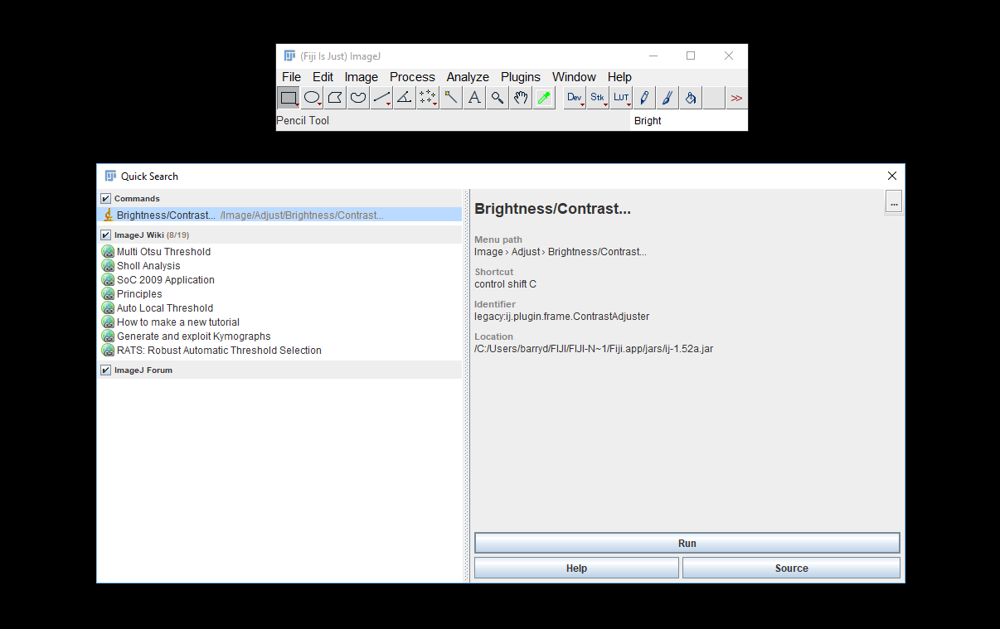 (Fiji Is Just) ImageJ
File Edit Image Process Analyze Plugins Window Help
A Dev Stk LUT >>
Pencil Tool
Bright
Quick Search
Commands
Brightness/Contrast... /Image/Adjust/Brightness/Contrast...
ImageJ Wiki (8/19)
Multi Otsu Threshold
Sholl Analysis
SoC 2009 Application
Principles
Auto Local Threshold
How to make a new tutorial
Generate and exploit Kymographs
RATS: Robust Automatic Threshold Selection
ImageJ Forum
...
Brightness/Contrast...
Menu path
Image › Adjust › Brightness/Contrast...
Shortcut
control shift C
Identifier
legacy:ij.plugin.frame.ContrastAdjuster
Location
/C:/Users/barryd/FIJI/FIJI-N~1/Fiji.app/jars/ij-1.52a.jar
Run
Help
Source